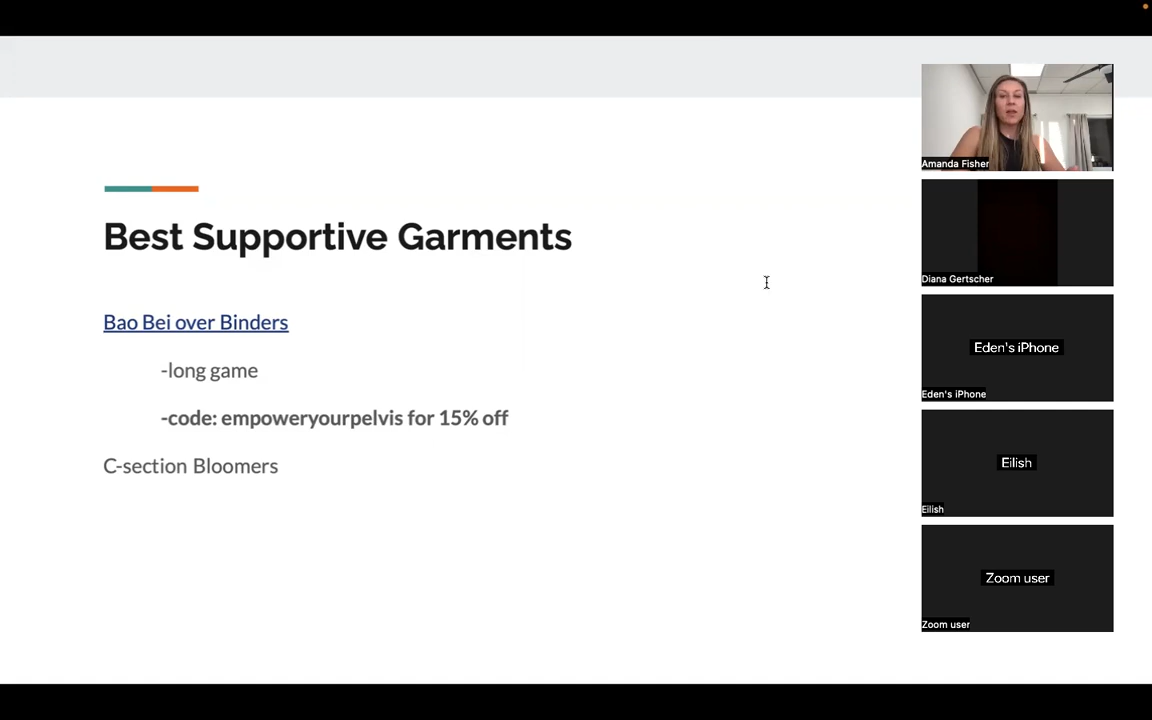 Best Supportive Garments
Bao Bei over Binders
-long game
-code: empoweryourpelvis for 15% off
C-section Bloomers
Amanda Fisher
Diana Gertscher
Eden's iPhone
Eden's iPhone
Eilish
Eilish
Zoom user
Zoom user